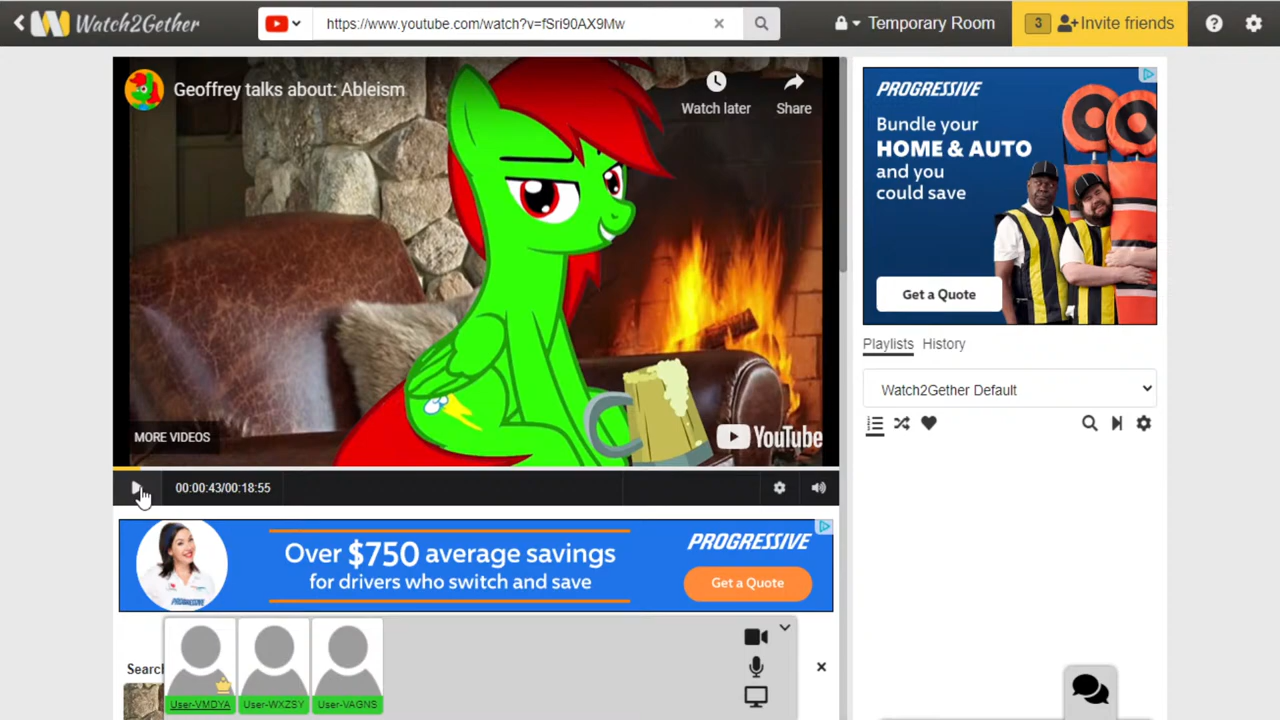 Watch2Gether
https://www.youtube.com/watch?v=fSri90AX9Mw
Temporary Room
3 Invite friends
Geoffrey talks about: Ableism
Watch later
Share
MORE VIDEOS
YouTube
00:00:43/00:18:55
PROGRESSIVE
Bundle your
HOME & AUTO
and you
could save
Get a Quote
Playlists History
Watch2Gether Default
Over $750 average savings
for drivers who switch and save
PROGRESSIVE
Get a Quote
PROGRESSIVE
Searc
User-VMDYA User-WXZSY User-VAGNS